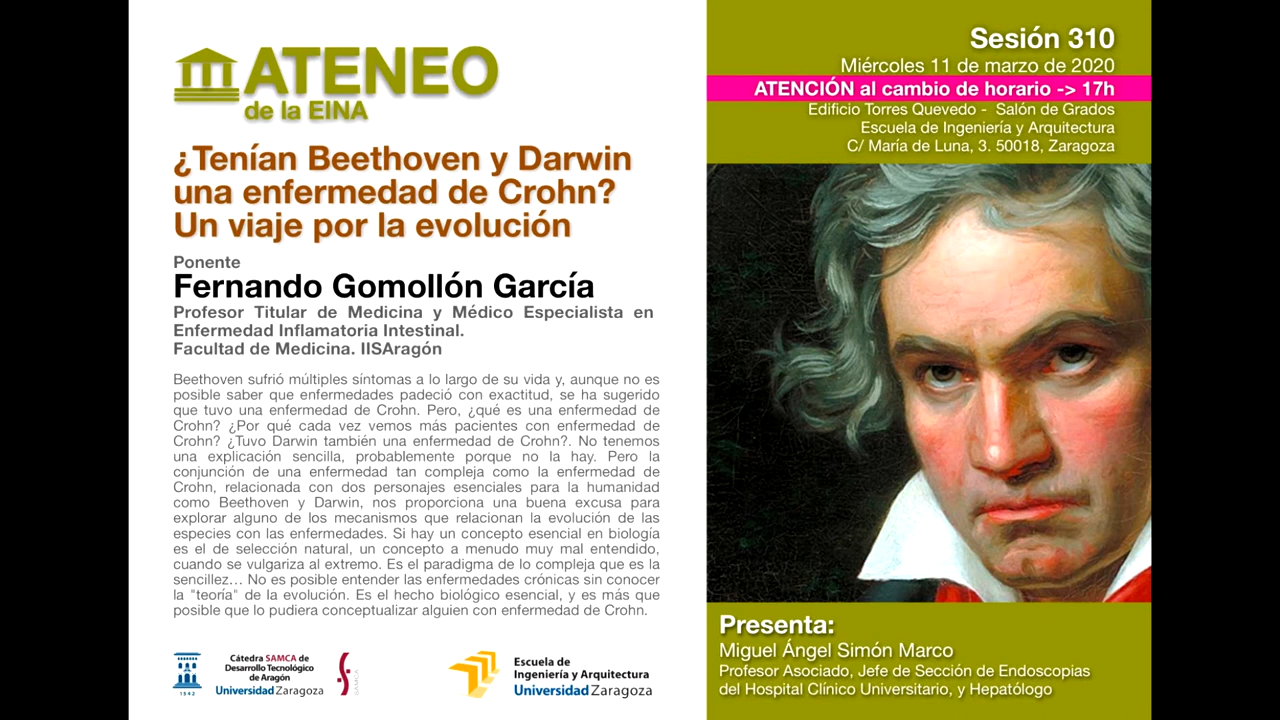 ATENEO
de la EINA
¿Tenían Beethoven y Darwin
una enfermedad de Crohn?
Un viaje por la evolución
Ponente
Fernando Gomollón García
Profesor Titular de Medicina y Médico Especialista en
Enfermedad Inflamatoria Intestinal.
Facultad de Medicina. IISAragón
Beethoven sufrió múltiples síntomas a lo largo de su vida y, aunque no es
posible saber que enfermedades padeció con exactitud, se ha sugerido
que tuvo una enfermedad de Crohn. Pero, ¿qué es una enfermedad de
Crohn? ¿Por qué cada vez vemos más pacientes con enfermedad de
Crohn? ¿Tuvo Darwin también una enfermedad de Crohn?. No tenemos
una explicación sencilla, probablemente porque no la hay. Pero la
conjunción de una enfermedad tan compleja como la enfermedad de
Crohn, relacionada con dos personajes esenciales para la humanidad
como Beethoven y Darwin, nos proporciona una buena excusa para
explorar alguno de los mecanismos que relacionan la evolución de las
especies con las enfermedades. Si hay un concepto esencial en biología
es el de selección natural, un concepto a menudo muy mal entendido,
cuando se vulgariza al extremo. Es el paradigma de lo compleja que es la
sencillez... No es posible entender las enfermedades crónicas sin conocer
la "teoría" de la evolución. Es el hecho biológico esencial, y es más que
posible que lo pudiera conceptualizar alguien con enfermedad de Crohn.
1542
Cátedra SAMCA de
Desarrollo Tecnológico
de Aragón
Universidad Zaragoza
SAMCA
Escuela de
Ingeniería y Arquitectura
Universidad Zaragoza
Sesión 310
Miércoles 11 de marzo de 2020
ATENCIÓN al cambio de horario -> 17h
Edificio Torres Quevedo - Salón de Grados
Escuela de Ingeniería y Arquitectura
C/ María de Luna, 3. 50018, Zaragoza
Presenta:
Miguel Ángel Simón Marco
Profesor Asociado, Jefe de Sección de Endoscopias
del Hospital Clínico Universitario, y Hepatólogo